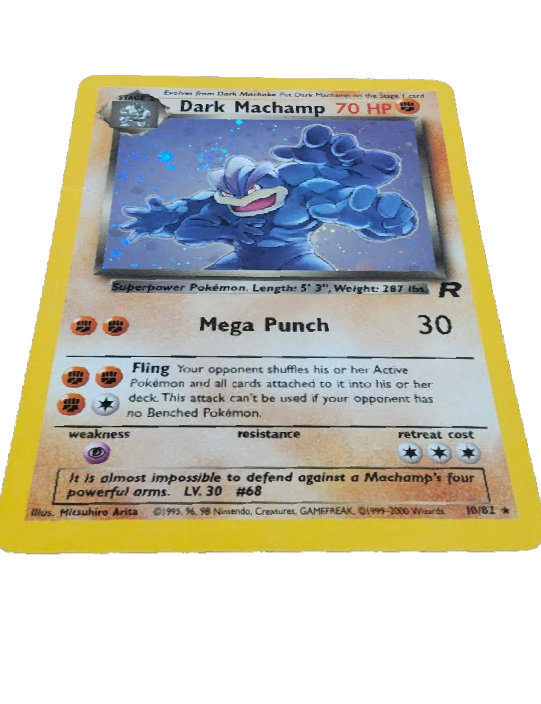 Evolves from Dark Machoke Put Dark Machamp on the Stage 1 card
STAGE 2
Dark Machamp 70 HP
Superpower Pokémon. Length: 5' 3", Weight: 287 lbs.
R
Mega Punch 30
Fling Your opponent shuffles his or her Active
Pokémon and all cards attached to it into his or her
deck. This attack can't be used if your opponent has
no Benched Pokémon.
weakness resistance retreat cost
It is almost impossible to defend against a Machamp's four
powerful arms. LV. 30 #68
Illus. Mitsuhiro Arita ©1995, 96, 98 Nintendo, Creatures, GAMEFREAK. ©1999-2000 Wizards. 10/82 ★